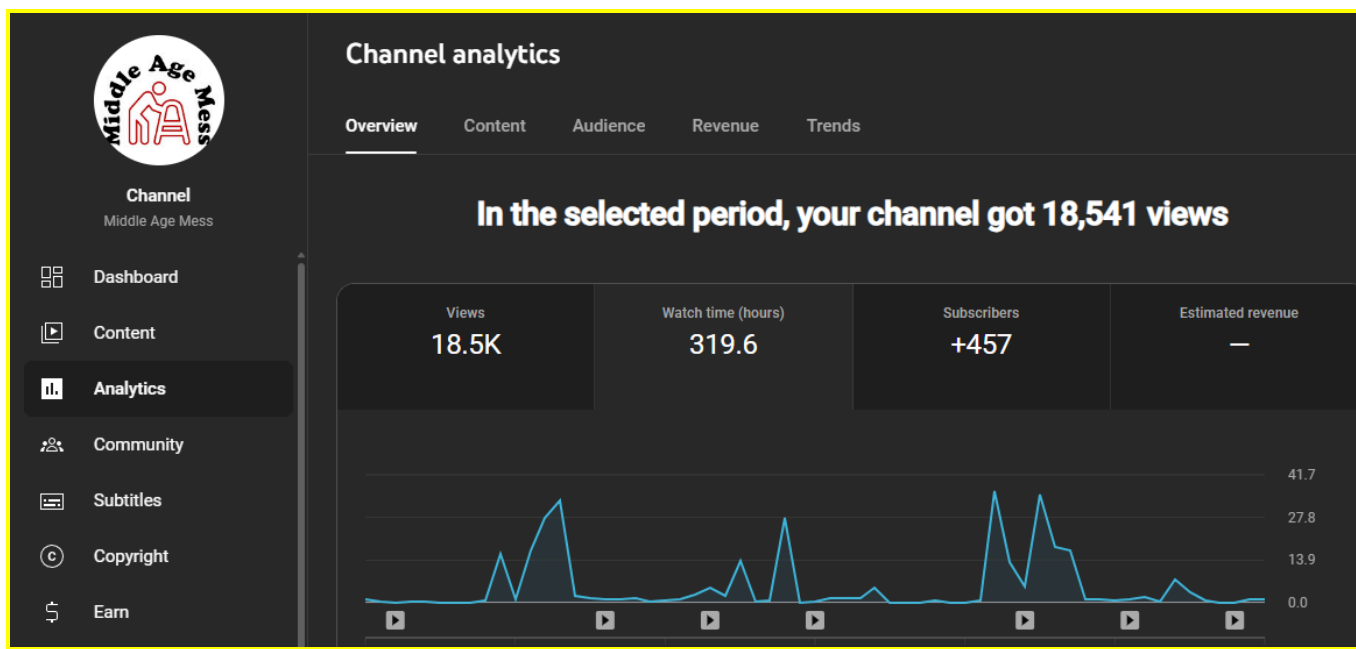 Middle Age Mess
Channel
Middle Age Mess
Dashboard
Content
Analytics
Community
Subtitles
Copyright
Earn
Channel analytics
Overview Content Audience Revenue Trends
In the selected period, your channel got 18,541 views
Views Watch time (hours) Subscribers Estimated revenue
18.5K 319.6 +457 —
41.7
27.8
13.9
0.0